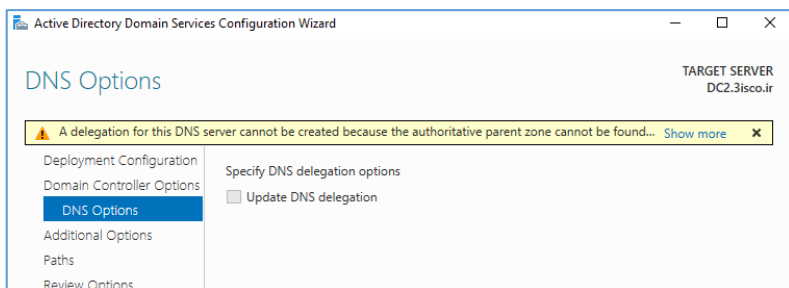 Active Directory Domain Services Configuration Wizard
DNS Options
TARGET SERVER
DC2.3isco.ir
A delegation for this DNS server cannot be created because the authoritative parent zone cannot be found... Show more
Deployment Configuration
Specify DNS delegation options
Domain Controller Options
Update DNS delegation
DNS Options
Additional Options
Paths
Review Options